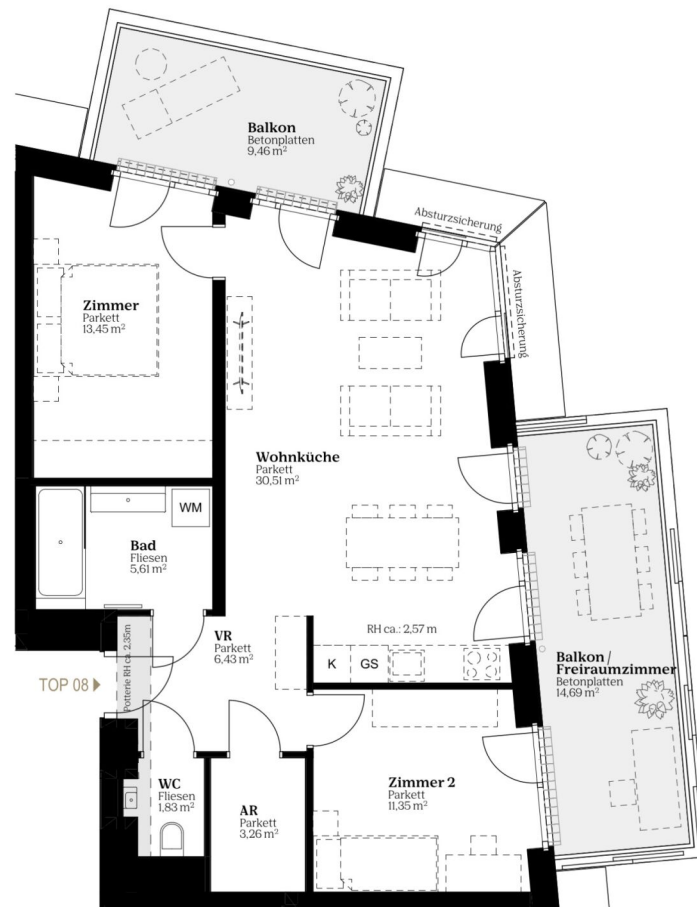 Balkon
Betonplatten
9,46 m²
Absturzsicherung
Absturzsicherung
Zimmer
Parkett
13,45 m²
Wohnküche
Parkett
30,51 m²
WM
Bad
Fliesen
5,61 m²
RH ca.: 2,57 m
VR
Parkett
6,43 m²
K
GS
Balkon /
Freiraumzimmer
Betonplatten
14,69 m²
TOP 08
Potterie RH ca. 2.35m
WC
Fliesen
1,83 m²
AR
Parkett
3,26 m²
Zimmer 2
Parkett
11,35 m²